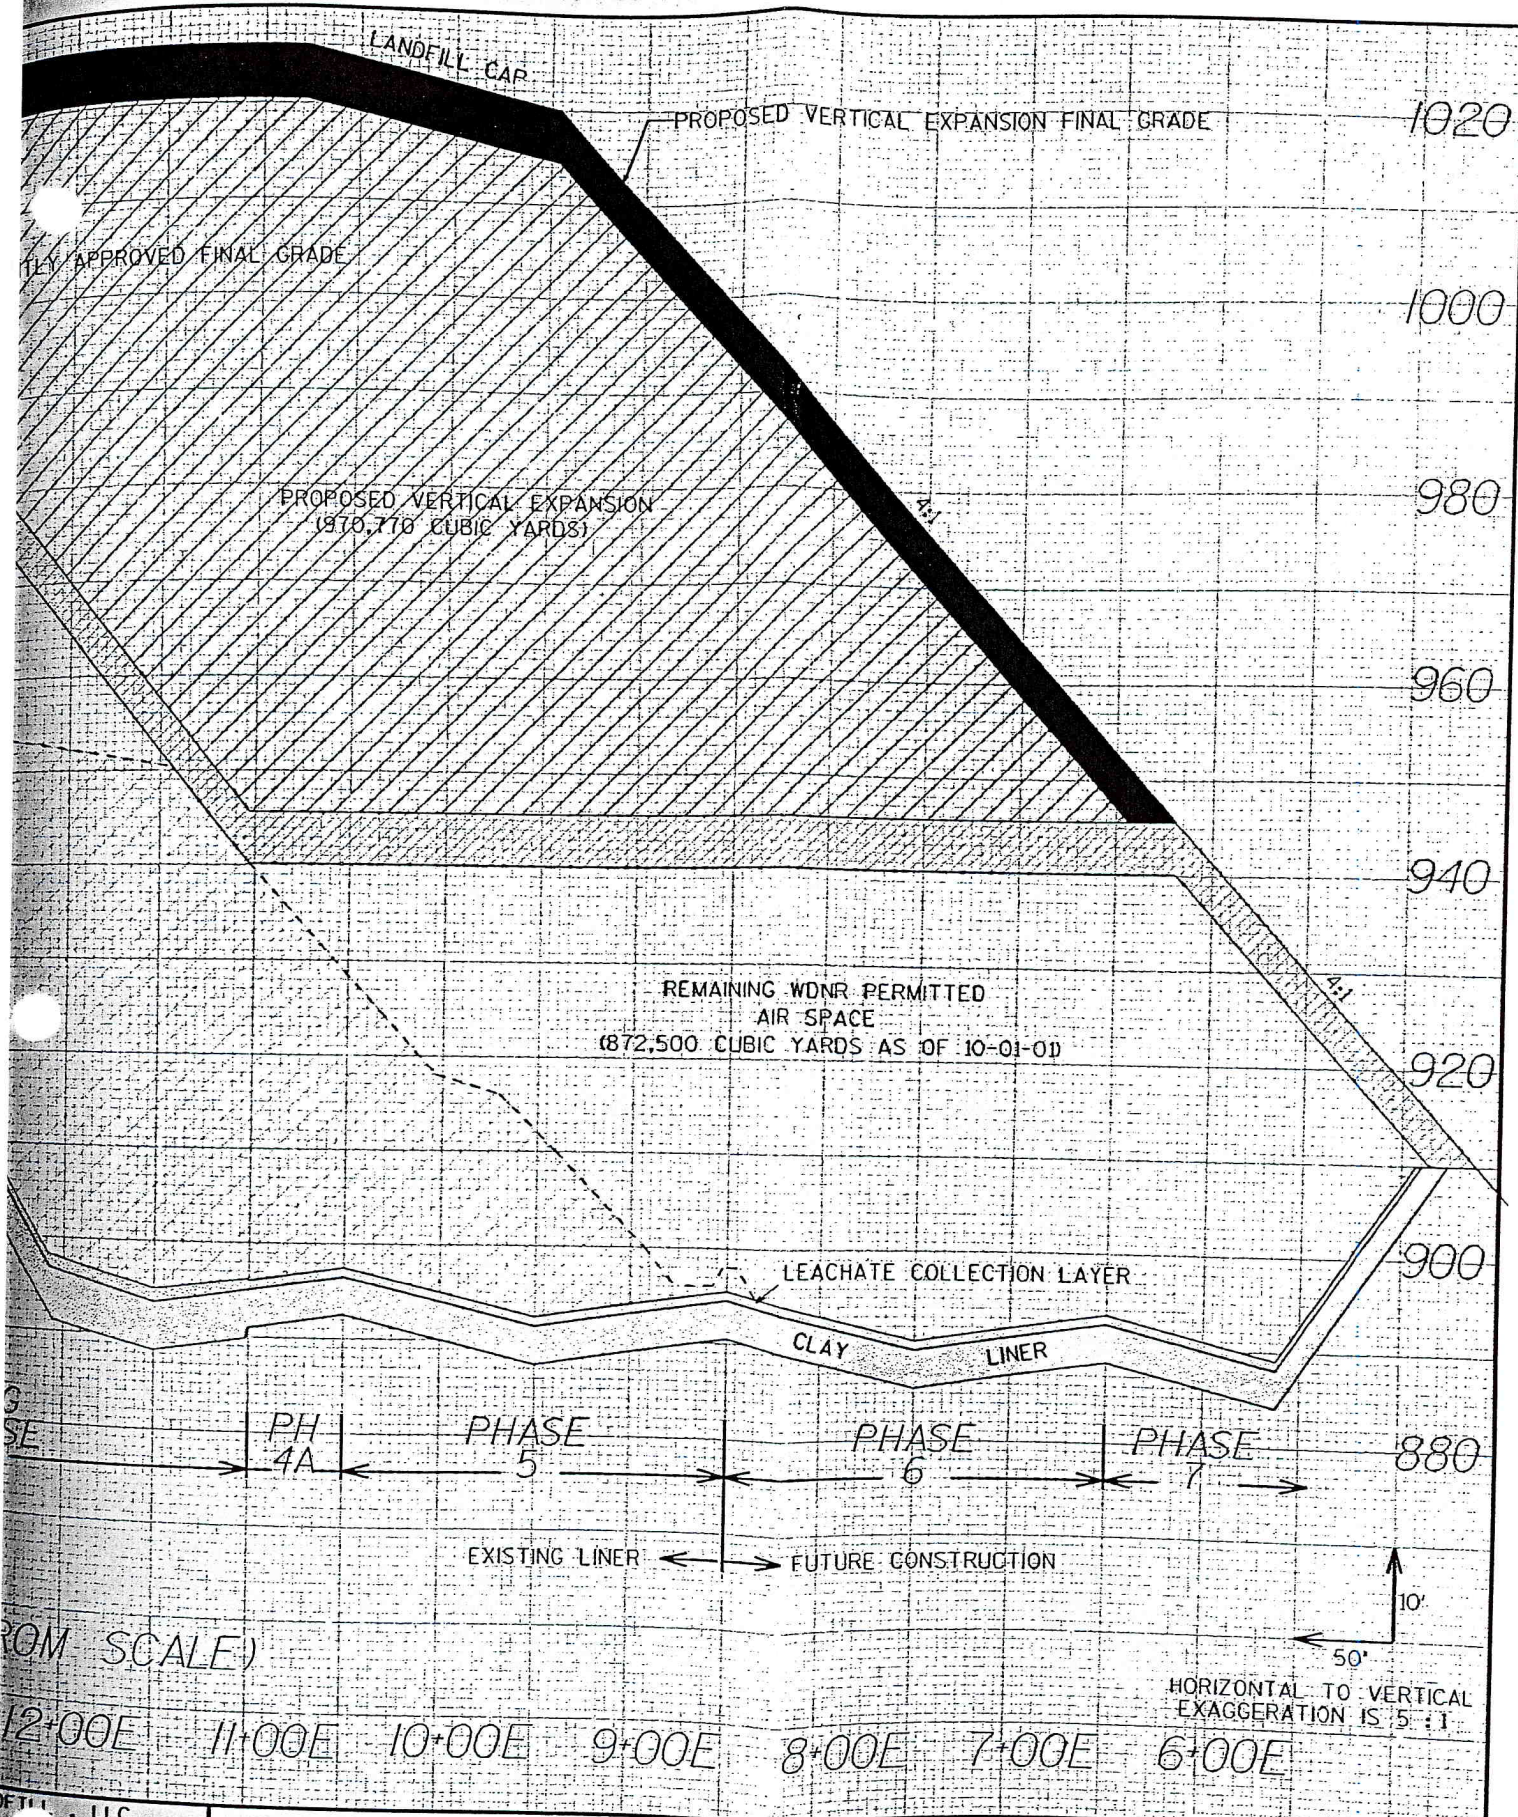 LANDFILL CAP
PROPOSED VERTICAL EXPANSION FINAL GRADE
1020
APPROVED FINAL GRADE
1000
PROPOSED VERTICAL EXPANSION
(970,770 CUBIC YARDS)
980
4:1
960
940
REMAINING WDNR PERMITTED
AIR SPACE
(872,500 CUBIC YARDS AS OF 10-01-01)
4:1
920
LEACHATE COLLECTION LAYER
900
CLAY LINER
PH
4A
PHASE
5
PHASE
6
PHASE
7
880
EXISTING LINER
FUTURE CONSTRUCTION
10'
50'
ROM SCALE)
HORIZONTAL TO VERTICAL
EXAGGERATION IS 5 : 1
12+00E 11+00E 10+00E 9+00E 8+00E 7+00E 6+00E
LLC